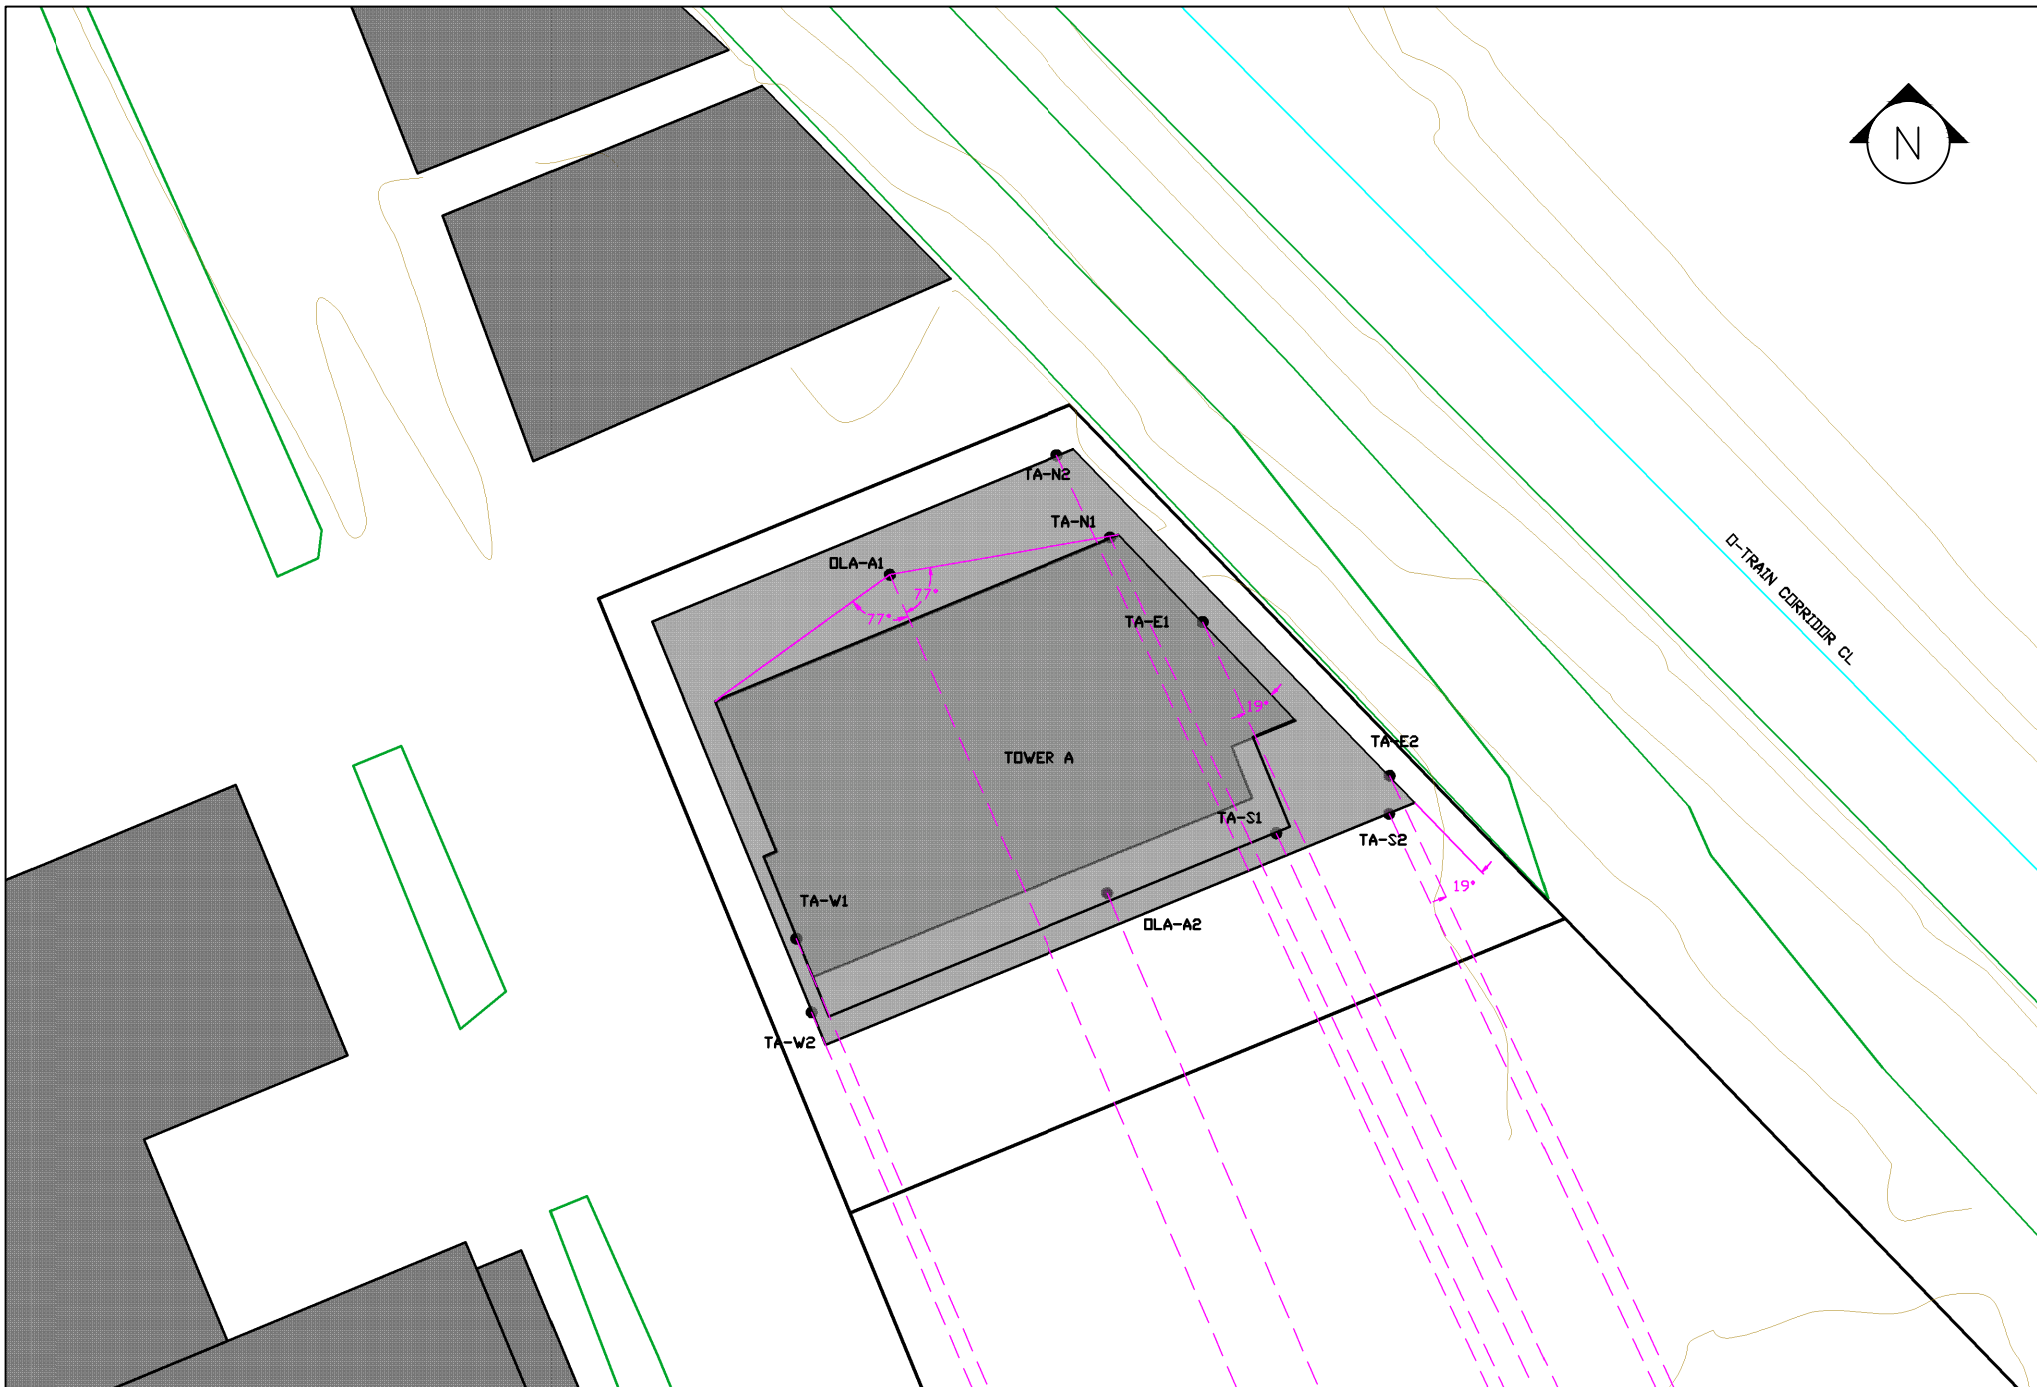 N
TA-N2
TA-N1
OLA-A1
77°
77°
TA-E1
O-TRAIN CORRIDOR CL
19°
TA-E2
TOWER A
TA-S1
TA-S2
19°
TA-W1
OLA-A2
TA-W2